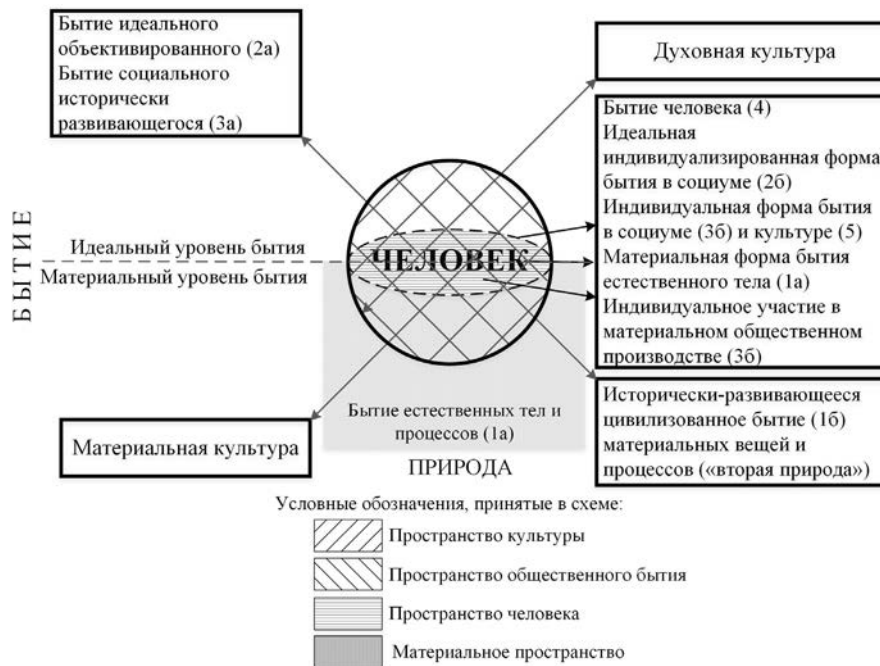 Бытие идеального
объективированного (2а)
Бытие социального
исторически
развивающегося (3а)
Духовная культура
Бытие человека (4)
Идеальная
индивидуализированная форма
бытия в социуме (2б)
Индивидуальная форма бытия
в социуме (3б) и культуре (5)
Материальная форма бытия
естественного тела (1а)
Индивидуальное участие в
материальном общественном
производстве (3б)
БЫТИЕ
Идеальный уровень бытия
Материальный уровень бытия
ЧЕЛОВЕК
Материальная культура
Бытие естественных тел и
процессов (1а)
ПРИРОДА
Исторически-развивающееся
цивилизованное бытие (1б)
материальных вещей и
процессов («вторая природа»)
Условные обозначения, принятые в схеме:
Пространство культуры
Пространство общественного бытия
Пространство человека
Материальное пространство